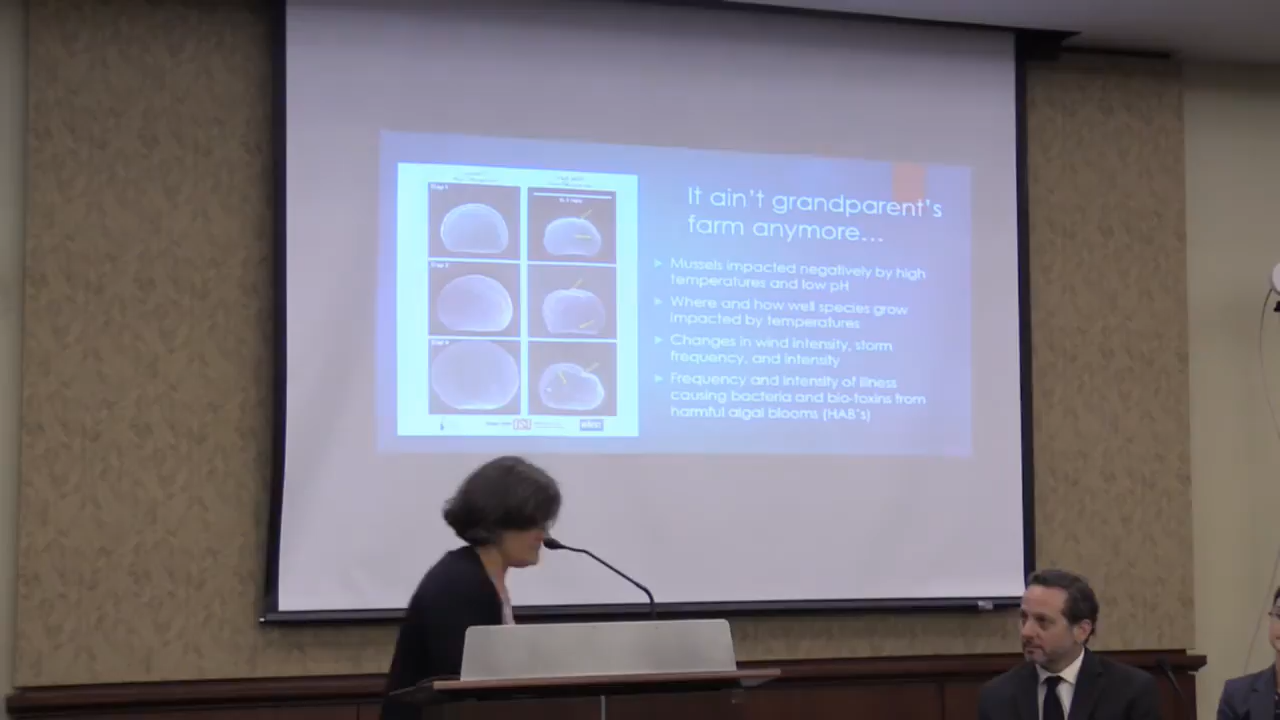 It ain't grandparent's
farm anymore...
Mussels impacted negatively by high
temperatures and low pH
Where and how well species grow
impacted by temperatures
Changes in wind intensity, storm
frequency, and intensity
Frequency and intensity of illness
causing bacteria and bio-toxins from
harmful algal blooms (HAB's)
Day 1